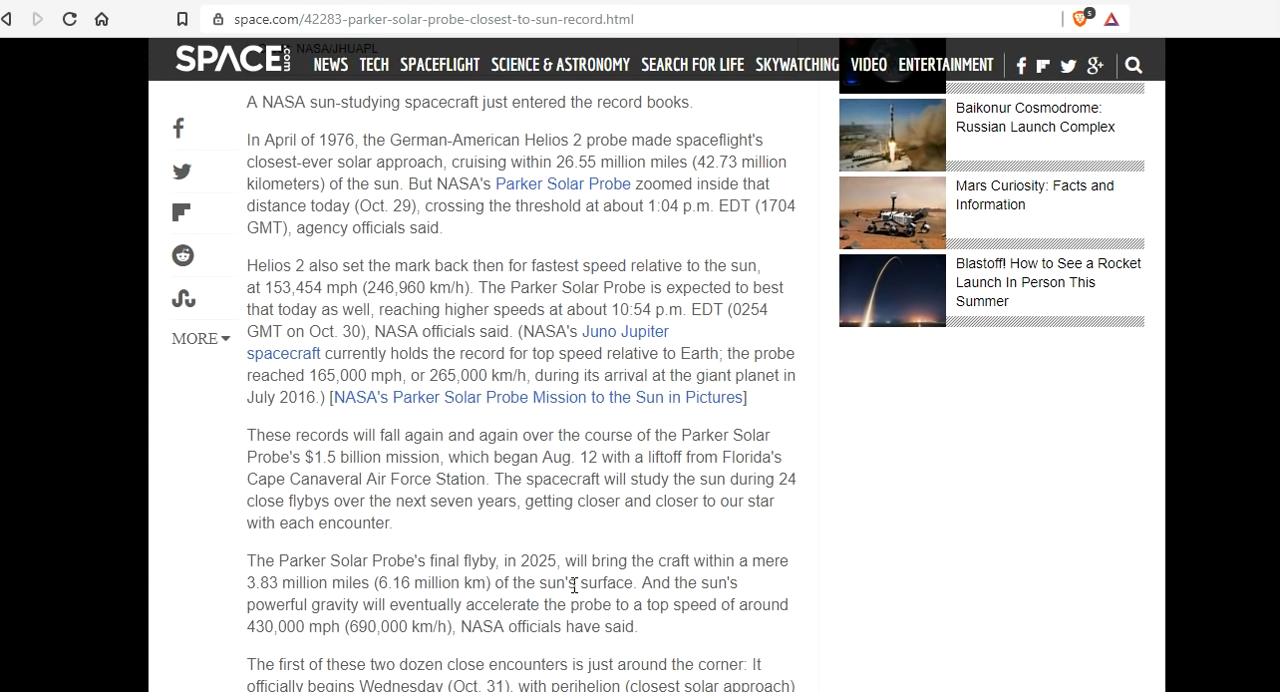 space.com/42283-parker-solar-probe-closest-to-sun-record.html
5
NASA/JHUAPL
SPACE.com NEWS TECH SPACEFLIGHT SCIENCE & ASTRONOMY SEARCH FOR LIFE SKYWATCHING VIDEO ENTERTAINMENT
A NASA sun-studying spacecraft just entered the record books.
In April of 1976, the German-American Helios 2 probe made spaceflight's
closest-ever solar approach, cruising within 26.55 million miles (42.73 million
kilometers) of the sun. But NASA's Parker Solar Probe zoomed inside that
distance today (Oct. 29), crossing the threshold at about 1:04 p.m. EDT (1704
GMT), agency officials said.
Helios 2 also set the mark back then for fastest speed relative to the sun,
at 153,454 mph (246,960 km/h). The Parker Solar Probe is expected to best
that today as well, reaching higher speeds at about 10:54 p.m. EDT (0254
GMT on Oct. 30), NASA officials said. (NASA's Juno Jupiter
spacecraft currently holds the record for top speed relative to Earth; the probe
reached 165,000 mph, or 265,000 km/h, during its arrival at the giant planet in
July 2016.) [NASA's Parker Solar Probe Mission to the Sun in Pictures]
These records will fall again and again over the course of the Parker Solar
Probe's $1.5 billion mission, which began Aug. 12 with a liftoff from Florida's
Cape Canaveral Air Force Station. The spacecraft will study the sun during 24
close flybys over the next seven years, getting closer and closer to our star
with each encounter.
The Parker Solar Probe's final flyby, in 2025, will bring the craft within a mere
3.83 million miles (6.16 million km) of the sun's surface. And the sun's
powerful gravity will eventually accelerate the probe to a top speed of around
430,000 mph (690,000 km/h), NASA officials have said.
The first of these two dozen close encounters is just around the corner: It
officially begins Wednesday (Oct. 31), with perihelion (closest solar approach)
MORE
Baikonur Cosmodrome:
Russian Launch Complex
Mars Curiosity: Facts and
Information
Blastoff! How to See a Rocket
Launch In Person This
Summer